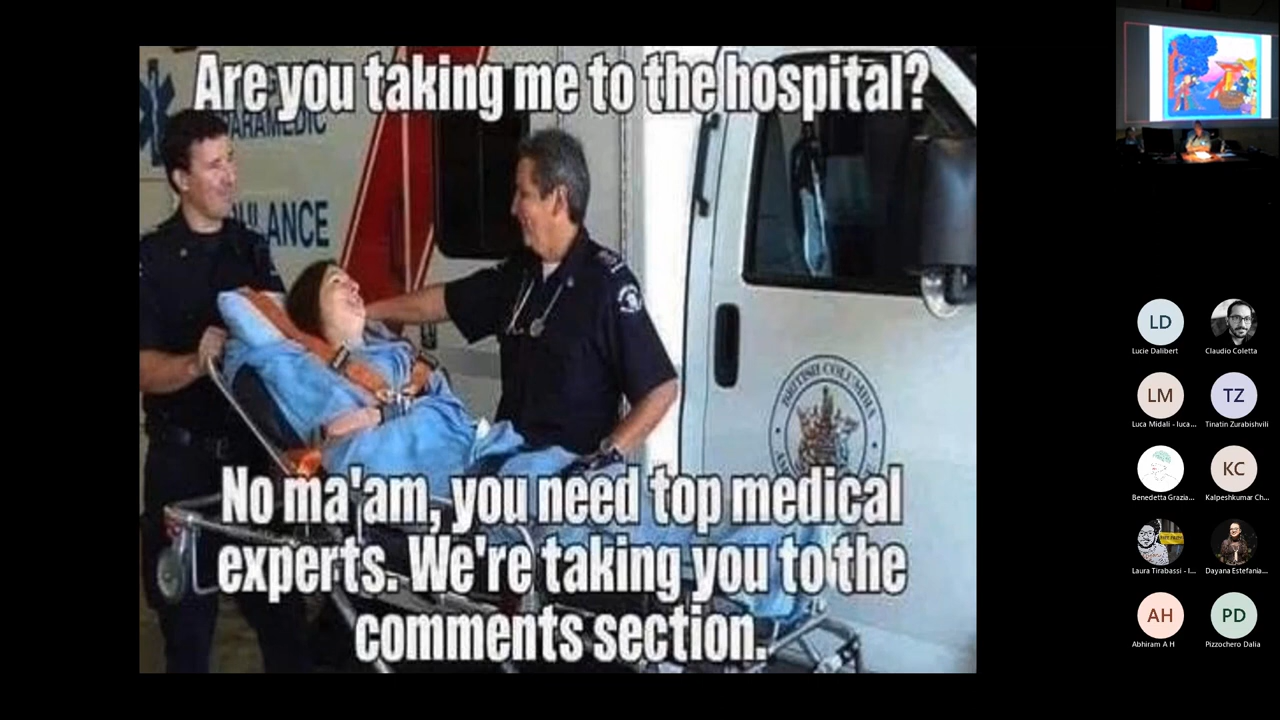 Are you taking me to the hospital?
PARAMEDIC
No ma'am, you need top medical
experts. We're taking you to the
comments section.
BRITISH COLUMBIA
LD
Lucie Dalibert
Claudio Coletta
LM
Luca Midali - luca...
TZ
Tinatin Zurabishvili
Benedetta Grazia...
KC
Kalpeshkumar Ch...
Laura Tirabassi - l...
Dayana Estefania...
AH
Abhiram A H
PD
Pizzochero Dalia